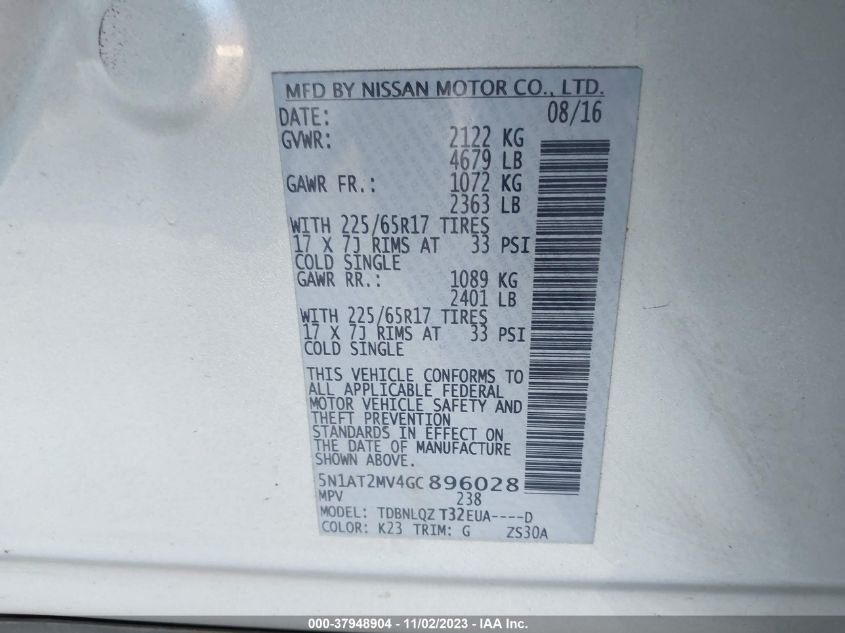 MFD BY NISSAN MOTOR CO., LTD.
DATE: 08/16
GVWR: 2122 KG
4679 LB
GAWR FR.: 1072 KG
2363 LB
WITH 225/65R17 TIRES
17 X 7J RIMS AT 33 PSI
COLD SINGLE
GAWR RR.: 1089 KG
2401 LB
WITH 225/65R17 TIRES
17 X 7J RIMS AT 33 PSI
COLD SINGLE
THIS VEHICLE CONFORMS TO
ALL APPLICABLE FEDERAL
MOTOR VEHICLE SAFETY AND
THEFT PREVENTION
STANDARDS IN EFFECT ON
THE DATE OF MANUFACTURE
SHOWN ABOVE.
5N1AT2MV4GC896028
MPV 238
MODEL: TDBNLQZ T32EUA----D
COLOR: K23 TRIM: G ZS30A
000-37948904 - 11/02/2023 - IAA Inc.